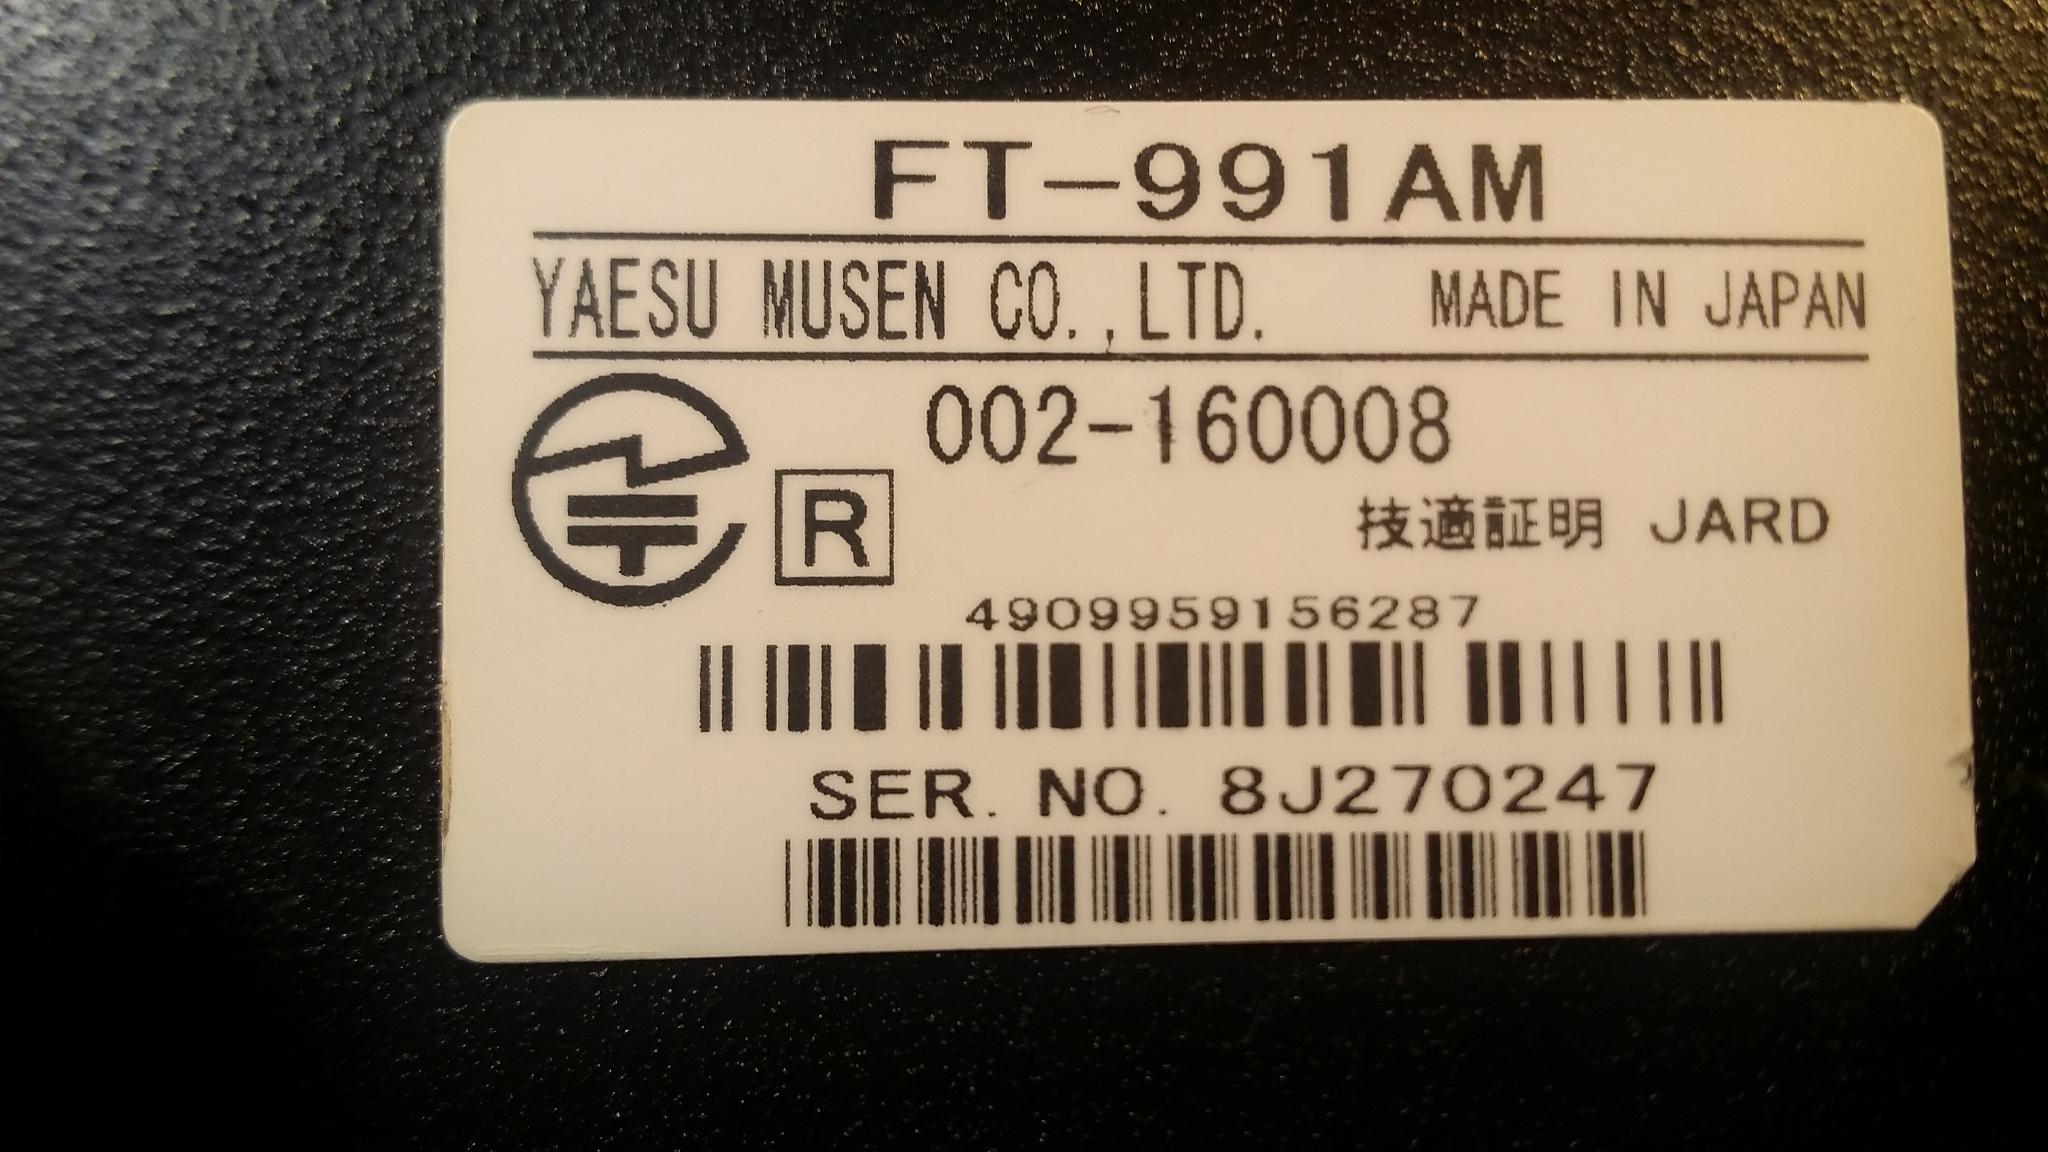 FT-991AM
YAESU MUSEN CO.,LTD. MADE IN JAPAN
002-160008
R
技適証明 JARD
4909959156287
SER. NO. 8J270247